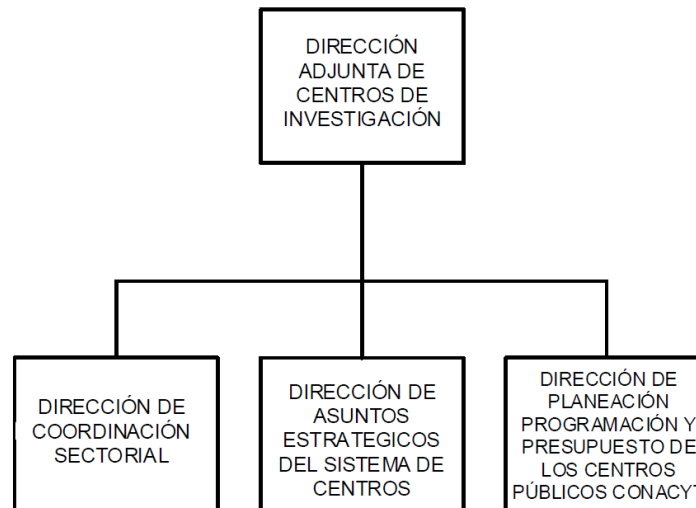 DIRECCIÓN
ADJUNTA DE
CENTROS DE
INVESTIGACIÓN
DIRECCIÓN DE
COORDINACIÓN
SECTORIAL
DIRECCIÓN DE
ASUNTOS
ESTRATEGICOS
DEL SISTEMA DE
CENTROS
DIRECCIÓN DE
PLANEACIÓN
PROGRAMACIÓN Y
PRESUPUESTO DE
LOS CENTROS
PÚBLICOS CONACYT